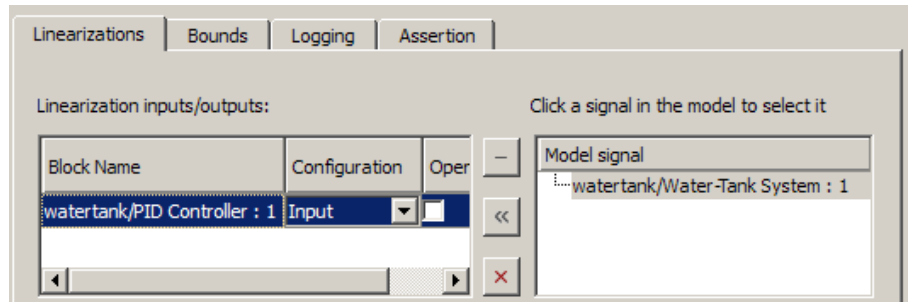 Linearizations Bounds Logging Assertion
Linearization inputs/outputs: Click a signal in the model to select it
Block Name Configuration Oper Model signal
watertank/Water-Tank System : 1
watertank/PID Controller : 1 Input